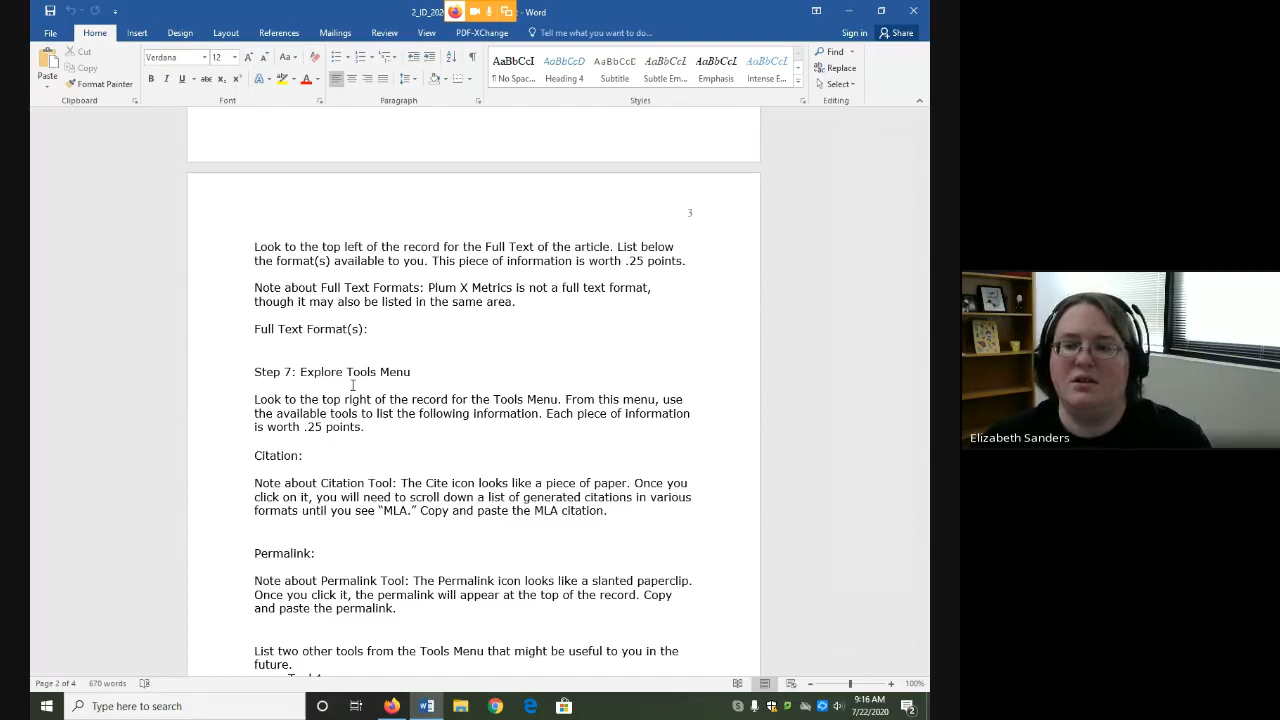 2_ID_202
- Word
File
Home
Insert
Design
Layout
References
Mailings
Review
View
PDF-XChange
Tell me what you want to do...
Sign in
Share
Paste
Cut
Copy
Format Painter
Clipboard
Verdana
12
Font
Paragraph
AaBbCcI
AaBbCcD
AaBbCcD
AaBbCcI
AaBbCcI
AaBbCcI
¶ No Spac...
Heading 4
Subtitle
Subtle Em...
Emphasis
Intense E...
Styles
Find
Replace
Select
Editing
3
Look to the top left of the record for the Full Text of the article. List below
the format(s) available to you. This piece of information is worth .25 points.
Note about Full Text Formats: Plum X Metrics is not a full text format,
though it may also be listed in the same area.
Full Text Format(s):
Step 7: Explore Tools Menu
Look to the top right of the record for the Tools Menu. From this menu, use
the available tools to list the following information. Each piece of information
is worth .25 points.
Citation:
Note about Citation Tool: The Cite icon looks like a piece of paper. Once you
click on it, you will need to scroll down a list of generated citations in various
formats until you see “MLA.” Copy and paste the MLA citation.
Permalink:
Note about Permalink Tool: The Permalink icon looks like a slanted paperclip.
Once you click it, the permalink will appear at the top of the record. Copy
and paste the permalink.
List two other tools from the Tools Menu that might be useful to you in the
future.
Page 2 of 4
670 words
100%
Type here to search
9:16 AM
7/22/2020
2
Elizabeth Sanders